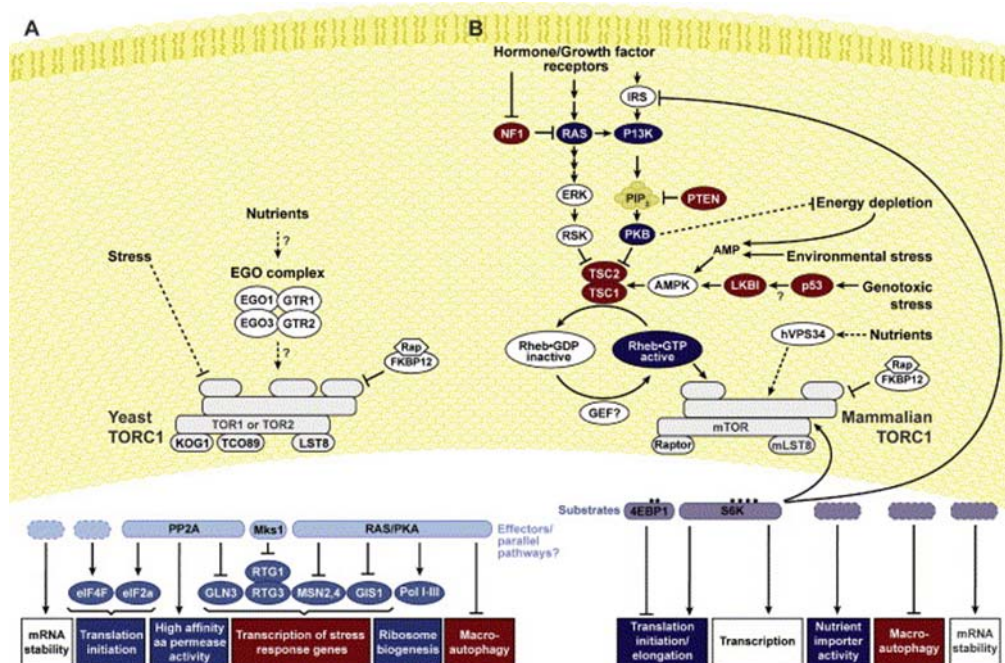 A
Nutrients
?
Stress
EGO complex
EGO1 GTR1
EGO3 GTR2
?
Rap
FKBP12
Yeast
TORC1
TOR1 or TOR2
KOG1 TCO89 LST8
PP2A Mks1 RAS/PKA
Effectors/
parallel
pathways?
eIF4F eIF2a GLN3 RTG1
RTG3 MSN2,4 GIS1 Pol I-III
mRNA
stability
Translation
initiation
High affinity
aa permease
activity
Transcription of stress
response genes
Ribosome
biogenesis
Macro-
autophagy
B
Hormone/Growth factor
receptors
IRS
NF1 RAS P13K
ERK PIP3 PTEN
Energy depletion
RSK PKB
AMP Environmental stress
TSC2
TSC1 AMPK LKBI ? p53 Genotoxic
stress
Rheb•GDP
inactive
Rheb•GTP
active
hVPS34 Nutrients
GEF?
Rap
FKBP12
mTOR
Mammalian
TORC1
Raptor mLST8
Substrates 4EBP1 S6K
Translation
initiation/
elongation
Transcription
Nutrient
importer
activity
Macro-
autophagy
mRNA
stability